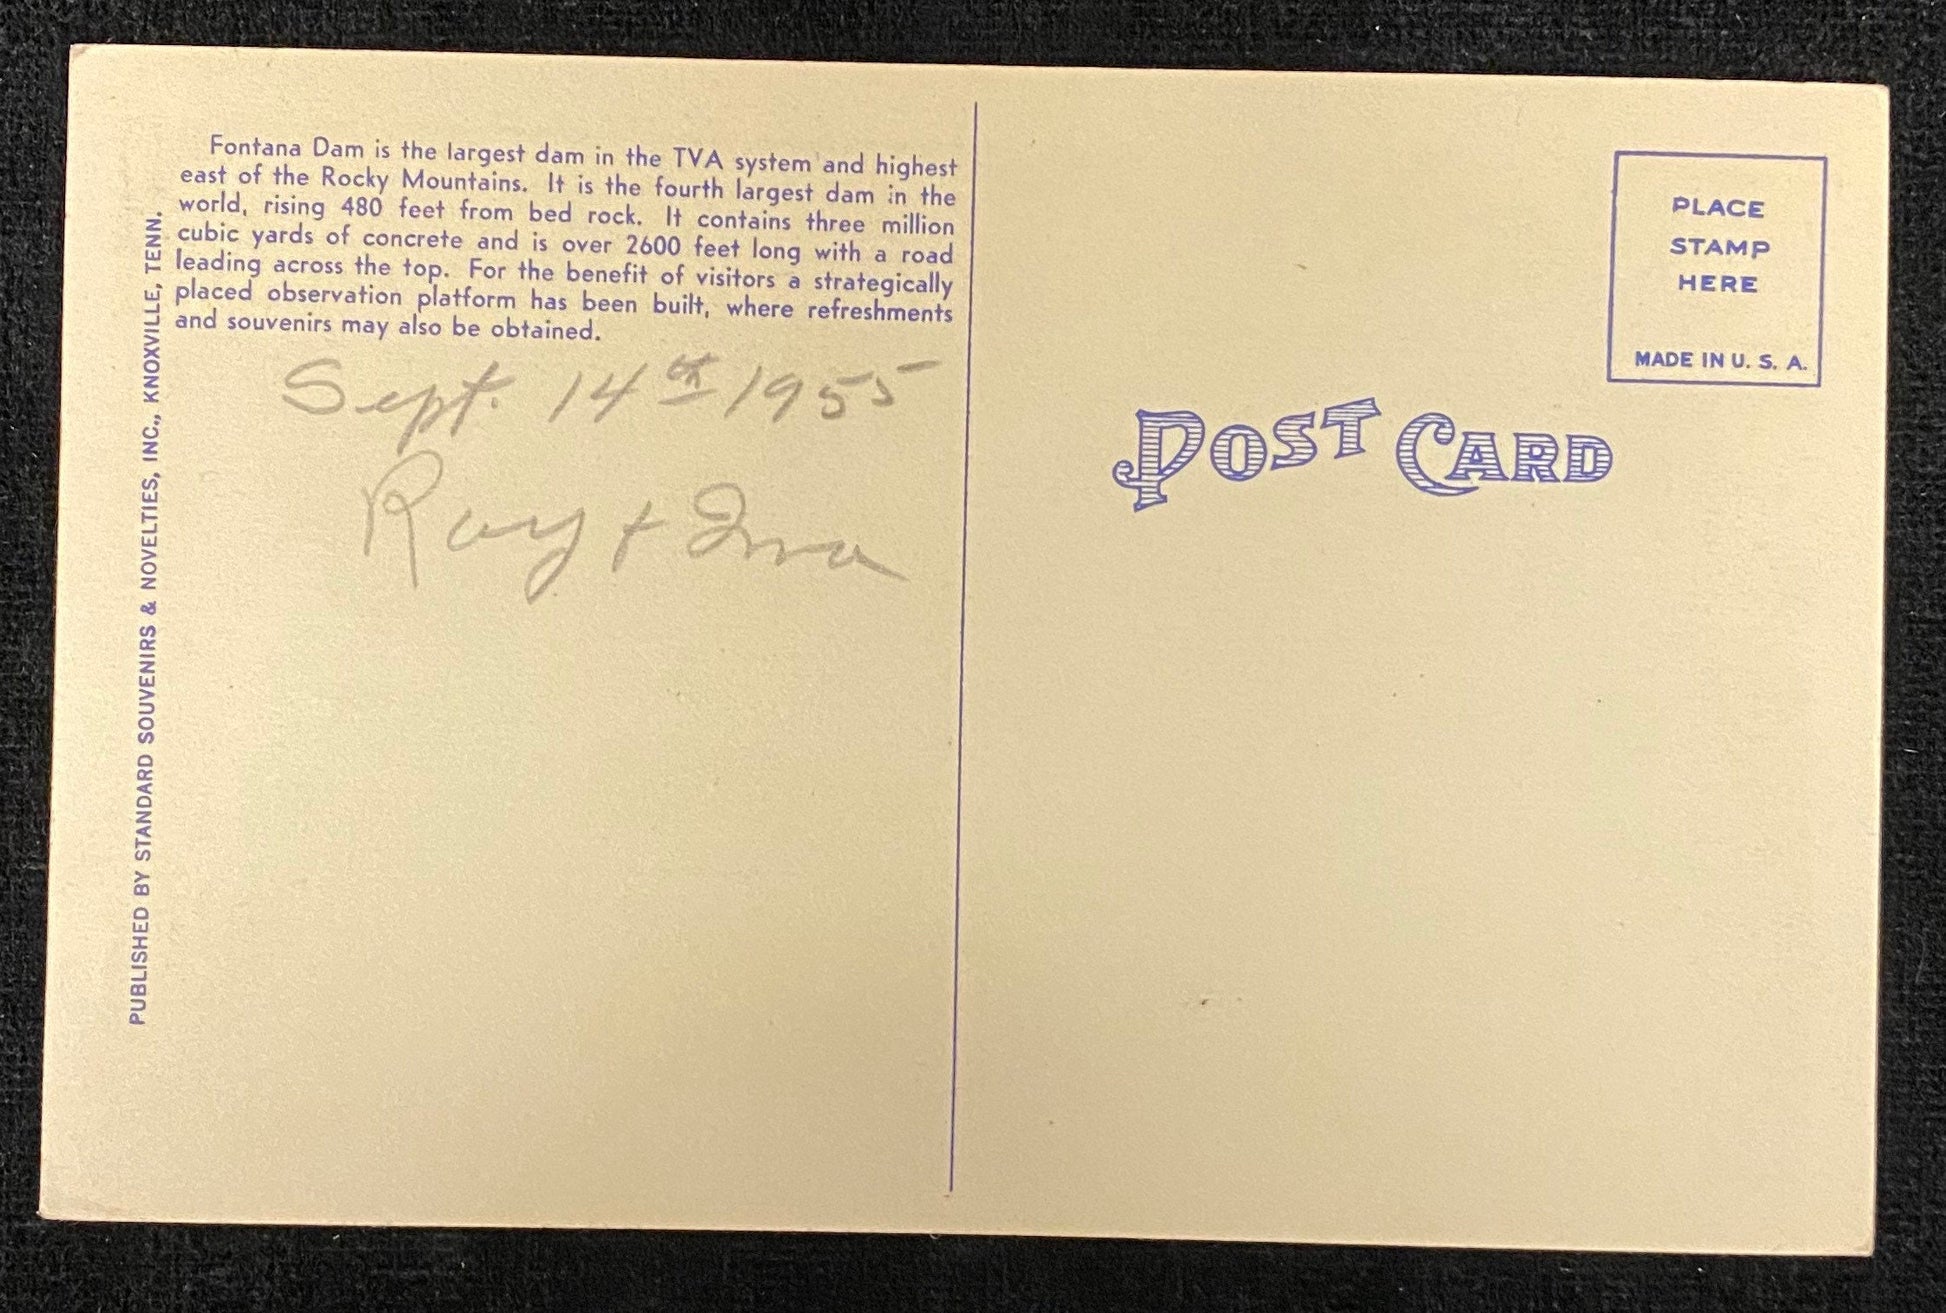 Fontana Dam is the largest dam in the TVA system and highest
east of the Rocky Mountains. It is the fourth largest dam in the
world, rising 480 feet from bed rock. It contains three million
cubic yards of concrete and is over 2600 feet long with a road
leading across the top. For the benefit of visitors a strategically
placed observation platform has been built, where refreshments
and souvenirs may also be obtained.
Sept. 14th 1955
Ray + Iva
PUBLISHED BY STANDARD SOUVENIRS & NOVELTIES, INC., KNOXVILLE, TENN.
PLACE
STAMP
HERE
MADE IN U. S. A.
POST CARD